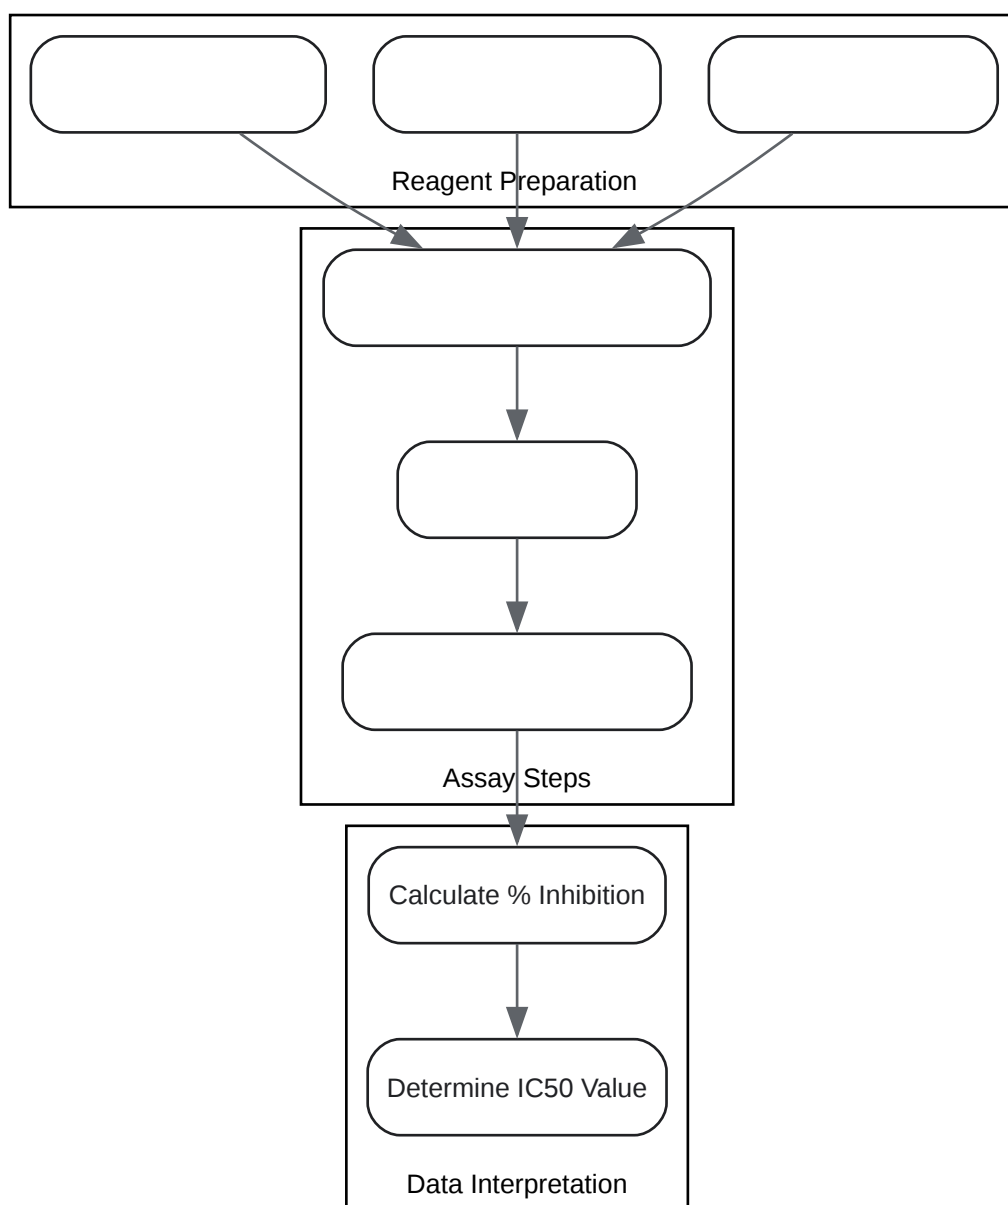 Reagent Preparation
Assay Steps
Calculate % Inhibition
Determine IC50 Value
Data Interpretation